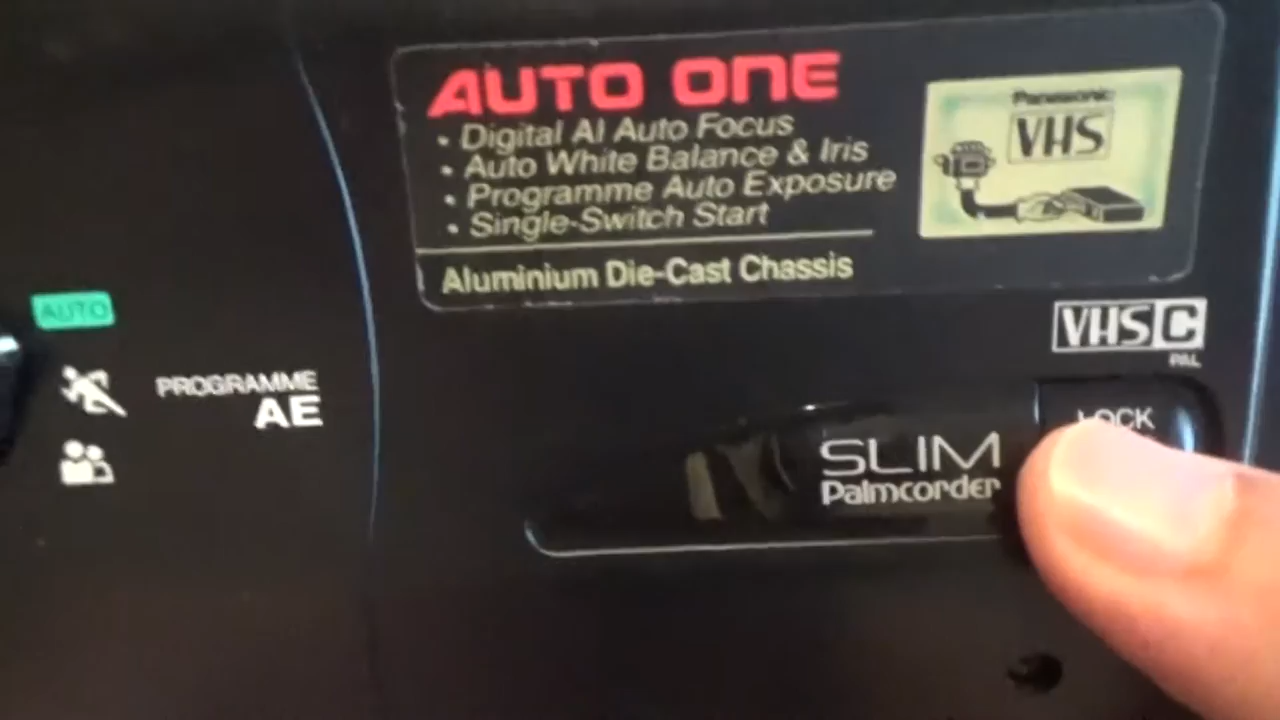 AUTO ONE
• Digital AI Auto Focus
• Auto White Balance & Iris
• Programme Auto Exposure
• Single-Switch Start
Aluminium Die-Cast Chassis
Panasonic
VHS
AUTO
PROGRAMME
AE
VHS C
PAL
LOCK
SLIM
Palmcorder